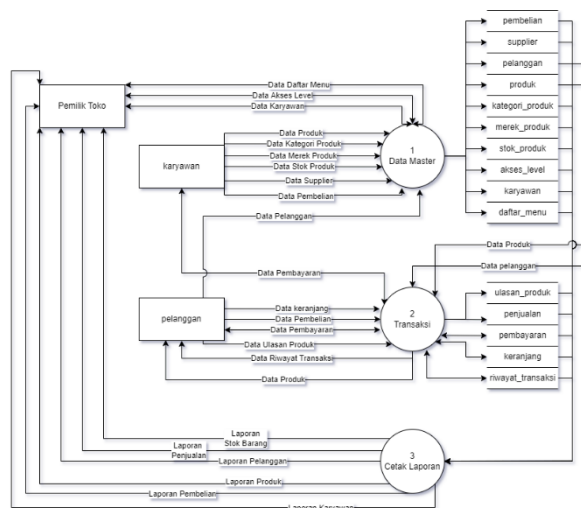 pembelian
supplier
pelanggan
produk
kategori_produk
merek_produk
stok_produk
akses_level
karyawan
daftar_menu
Pemilik Toko
Data Daftar Menu
Data Akses Level
Data Karyawan
1
Data Master
karyawan
Data Produk
Data Kategori Produk
Data Merek Produk
Data Stok Produk
Data Supplier
Data Pembelian
Data Pelanggan
Data Produk
Data pelanggan
Data Pembayaran
pelanggan
Data keranjang
Data Pembelian
Data Pembayaran
Data Ulasan Produk
Data Riwayat Transaksi
Data Produk
2
Transaksi
ulasan_produk
penjualan
pembayaran
keranjang
riwayat_transaksi
Laporan
Stok Barang
Laporan
Penjualan
Laporan Pelanggan
Laporan Produk
Laporan Pembelian
Laporan Karyawan
3
Cetak Laporan